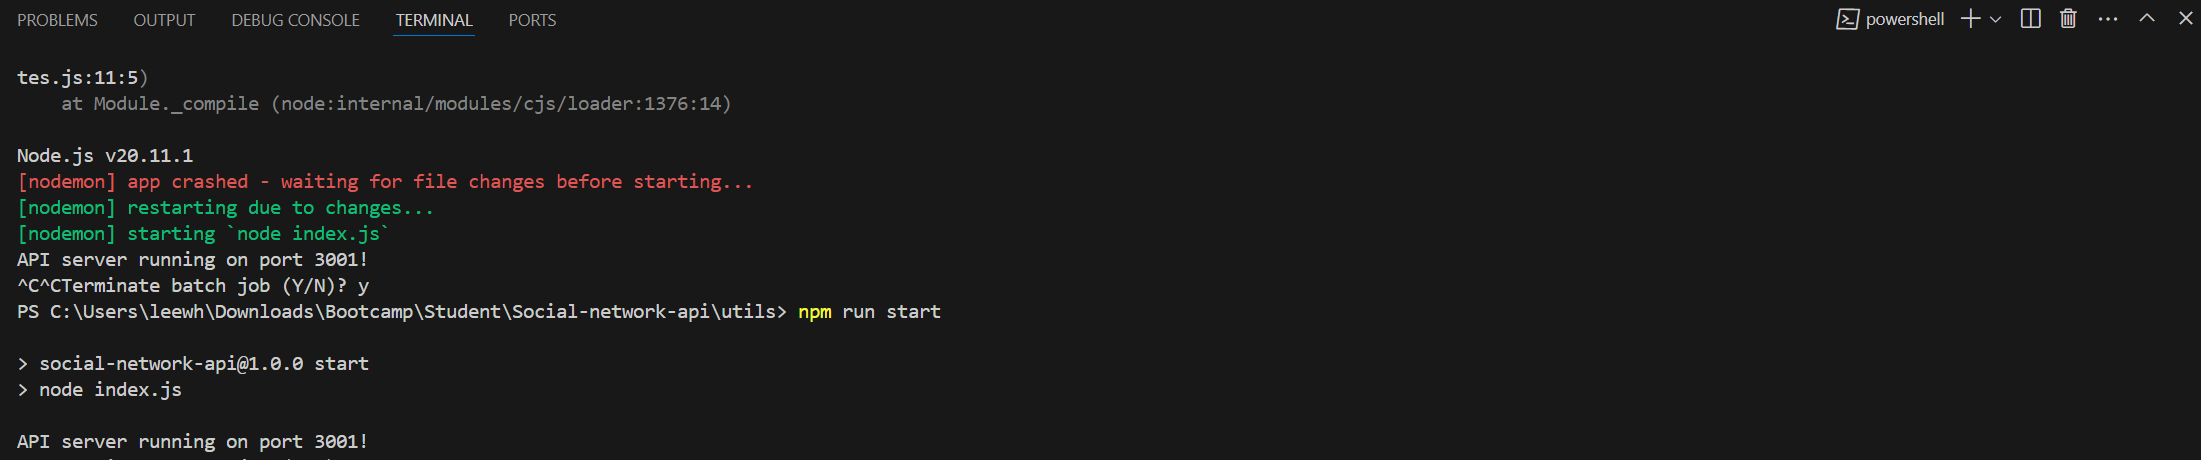 PROBLEMS OUTPUT DEBUG CONSOLE TERMINAL PORTS powershell
tes.js:11:5)
at Module._compile (node:internal/modules/cjs/loader:1376:14)
Node.js v20.11.1
[nodemon] app crashed - waiting for file changes before starting...
[nodemon] restarting due to changes...
[nodemon] starting `node index.js`
API server running on port 3001!
^C^CTerminate batch job (Y/N)? y
PS C:\Users\leewh\Downloads\Bootcamp\Student\Social-network-api\utils> npm run start
> social-network-api@1.0.0 start
> node index.js
API server running on port 3001!